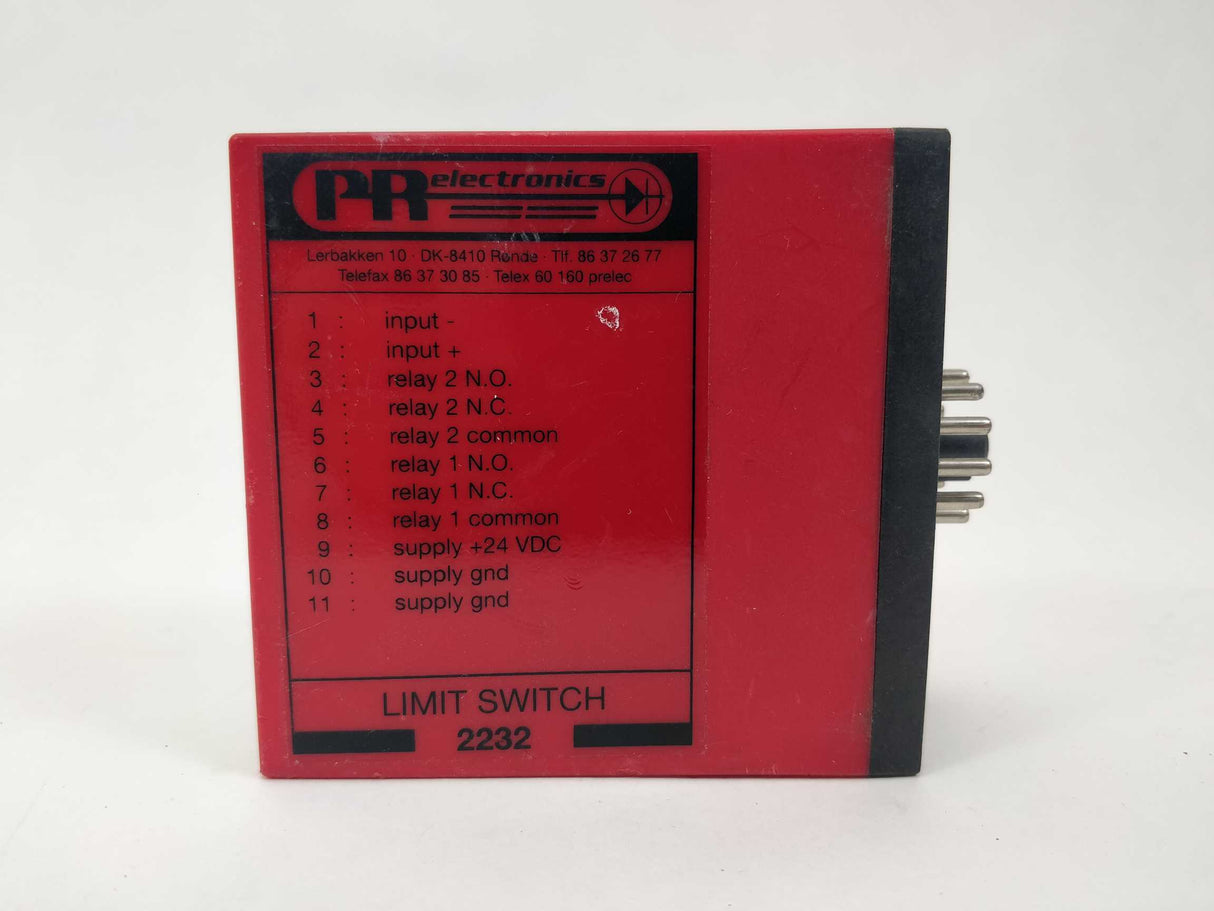 PR electronics
Lerbakken 10 · DK-8410 Rønde · Tlf. 86 37 26 77
Telefax 86 37 30 85 · Telex 60 160 prelec
1 : input -
2 : input +
3 : relay 2 N.O.
4 : relay 2 N.C.
5 : relay 2 common
6 : relay 1 N.O.
7 : relay 1 N.C.
8 : relay 1 common
9 : supply +24 VDC
10 : supply gnd
11 : supply gnd
LIMIT SWITCH
2232